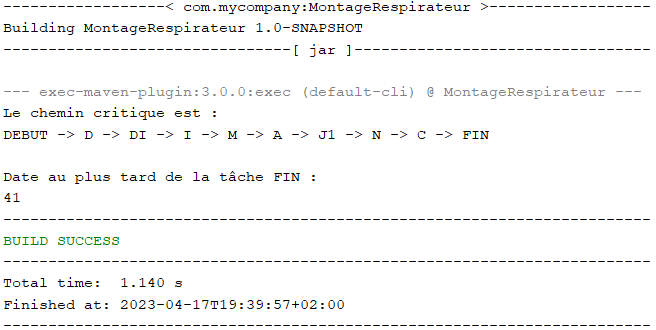 ------------------< com.mycompany:MontageRespirateur >------------------
Building MontageRespirateur 1.0-SNAPSHOT
--------------------------------[ jar ]---------------------------------
--- exec-maven-plugin:3.0.0:exec (default-cli) @ MontageRespirateur ---
Le chemin critique est :
DEBUT -> D -> DI -> I -> M -> A -> J1 -> N -> C -> FIN
Date au plus tard de la tâche FIN :
41
------------------------------------------------------------------------
BUILD SUCCESS
------------------------------------------------------------------------
Total time:  1.140 s
Finished at: 2023-04-17T19:39:57+02:00
------------------------------------------------------------------------